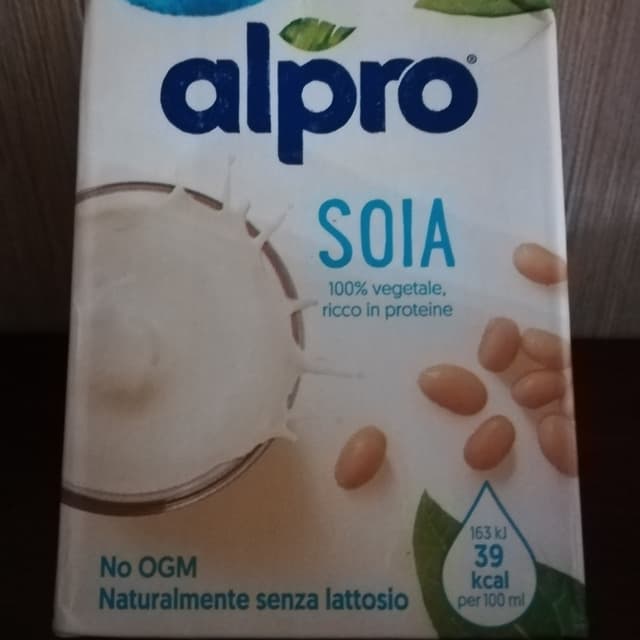 alpro®
SOIA
100% vegetale,
ricco in proteine
163 kJ
39
kcal
per 100 ml
No OGM
Naturalmente senza lattosio